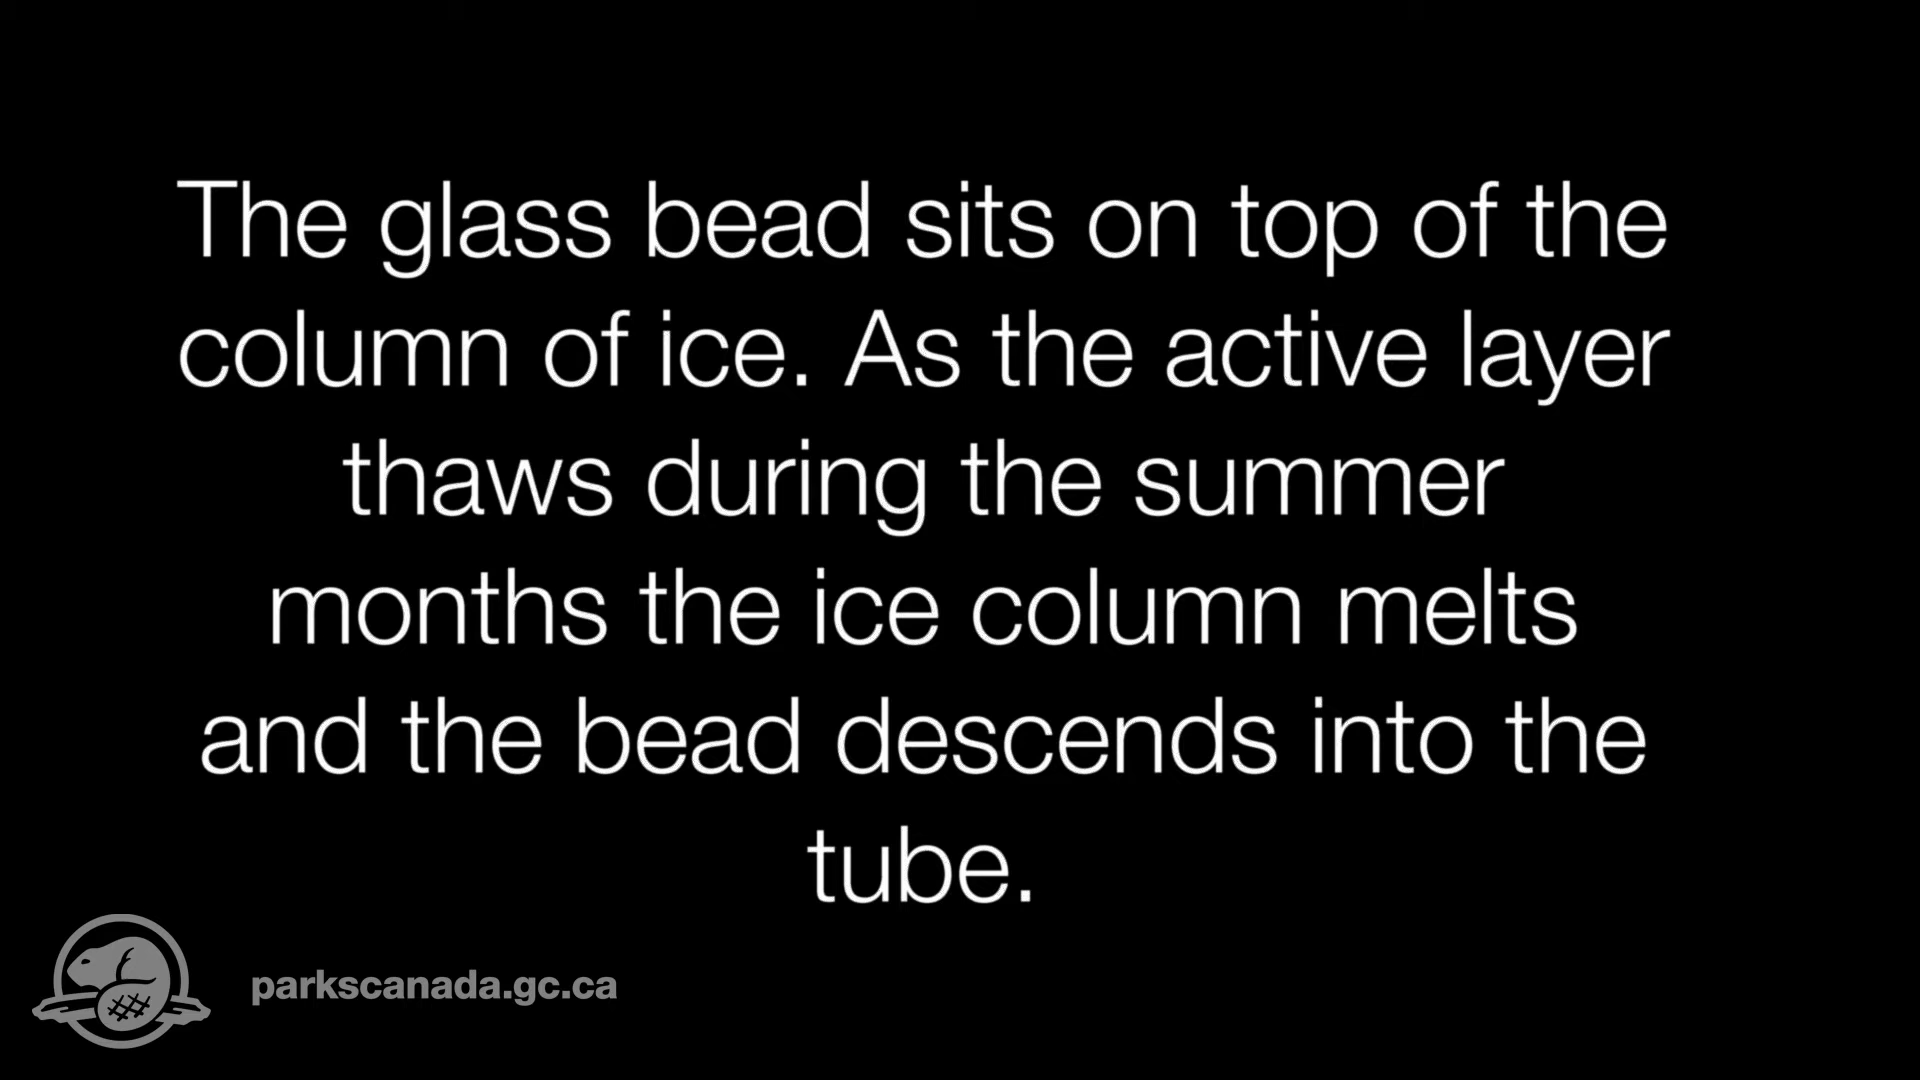 The glass bead sits on top of the
column of ice. As the active layer
thaws during the summer
months the ice column melts
and the bead descends into the
tube.
parkscanada.gc.ca